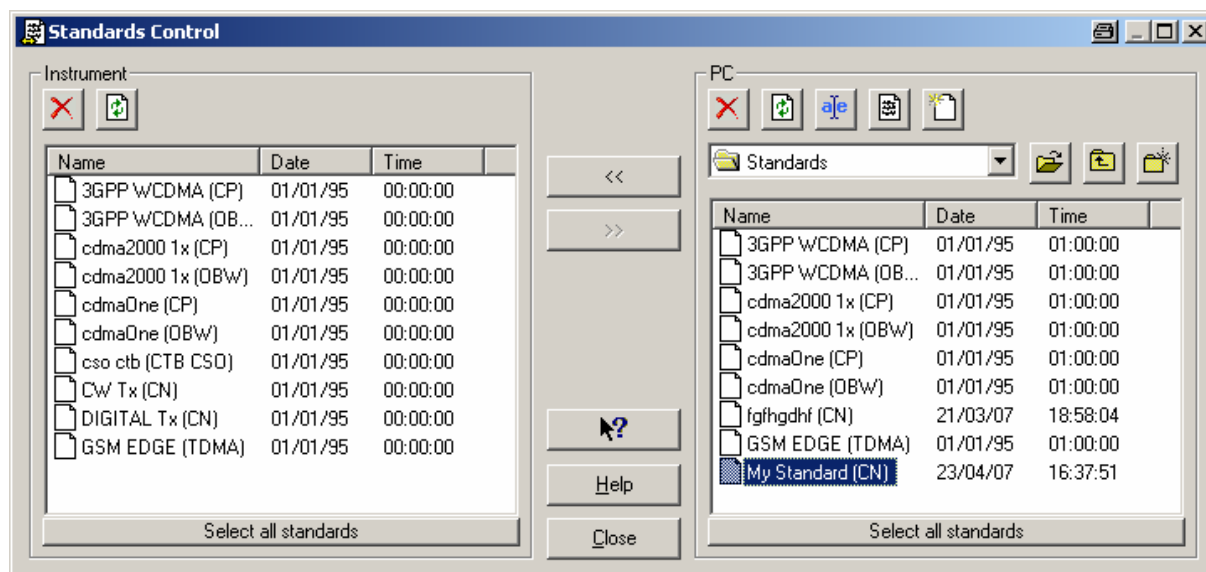 Standards Control
Instrument
Name Date Time
3GPP WCDMA (CP) 01/01/95 00:00:00
3GPP WCDMA (OB... 01/01/95 00:00:00
cdma2000 1x (CP) 01/01/95 00:00:00
cdma2000 1x (OBW) 01/01/95 00:00:00
cdmaOne (CP) 01/01/95 00:00:00
cdmaOne (OBW) 01/01/95 00:00:00
cso ctb (CTB CSO) 01/01/95 00:00:00
CW Tx (CN) 01/01/95 00:00:00
DIGITAL Tx (CN) 01/01/95 00:00:00
GSM EDGE (TDMA) 01/01/95 00:00:00
Select all standards
<<
>>
?
Help
Close
PC
a e
Standards
Name Date Time
3GPP WCDMA (CP) 01/01/95 01:00:00
3GPP WCDMA (OB... 01/01/95 01:00:00
cdma2000 1x (CP) 01/01/95 01:00:00
cdma2000 1x (OBW) 01/01/95 01:00:00
cdmaOne (CP) 01/01/95 01:00:00
cdmaOne (OBW) 01/01/95 01:00:00
fgfhgdhf (CN) 21/03/07 18:58:04
GSM EDGE (TDMA) 01/01/95 01:00:00
My Standard (CN) 23/04/07 16:37:51
Select all standards